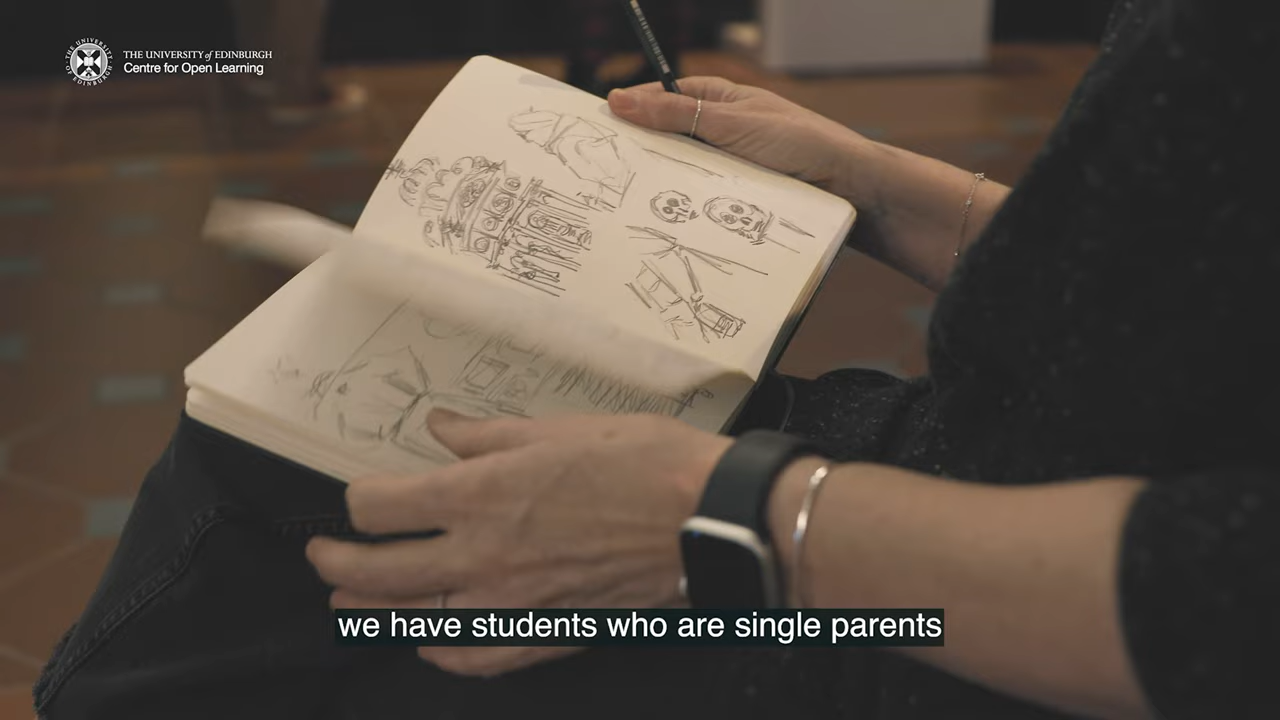 THE UNIVERSITY of EDINBURGH
Centre for Open Learning
we have students who are single parents